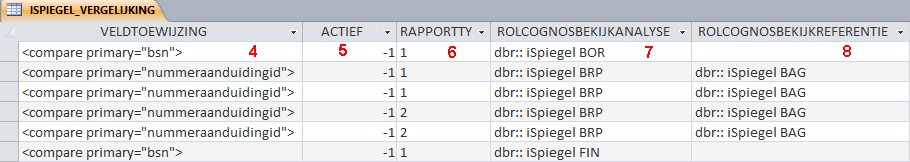 ISPIEGEL_VERGELIJKING
VELDTOEWIJZING ACTIEF RAPPORTTY ROLCOGNOSBEKIJKANALYSE ROLCOGNOSBEKIJKREFERENTIE
<compare primary="bsn"> 4 5 -1 1 6 dbr:: iSpiegel BOR 7 8
<compare primary="nummeraanduidingid"> -1 1 dbr:: iSpiegel BRP dbr:: iSpiegel BAG
<compare primary="nummeraanduidingid"> -1 1 dbr:: iSpiegel BRP dbr:: iSpiegel BAG
<compare primary="nummeraanduidingid"> -1 2 dbr:: iSpiegel BRP dbr:: iSpiegel BAG
<compare primary="nummeraanduidingid"> -1 2 dbr:: iSpiegel BRP dbr:: iSpiegel BAG
<compare primary="bsn"> -1 1 dbr:: iSpiegel FIN